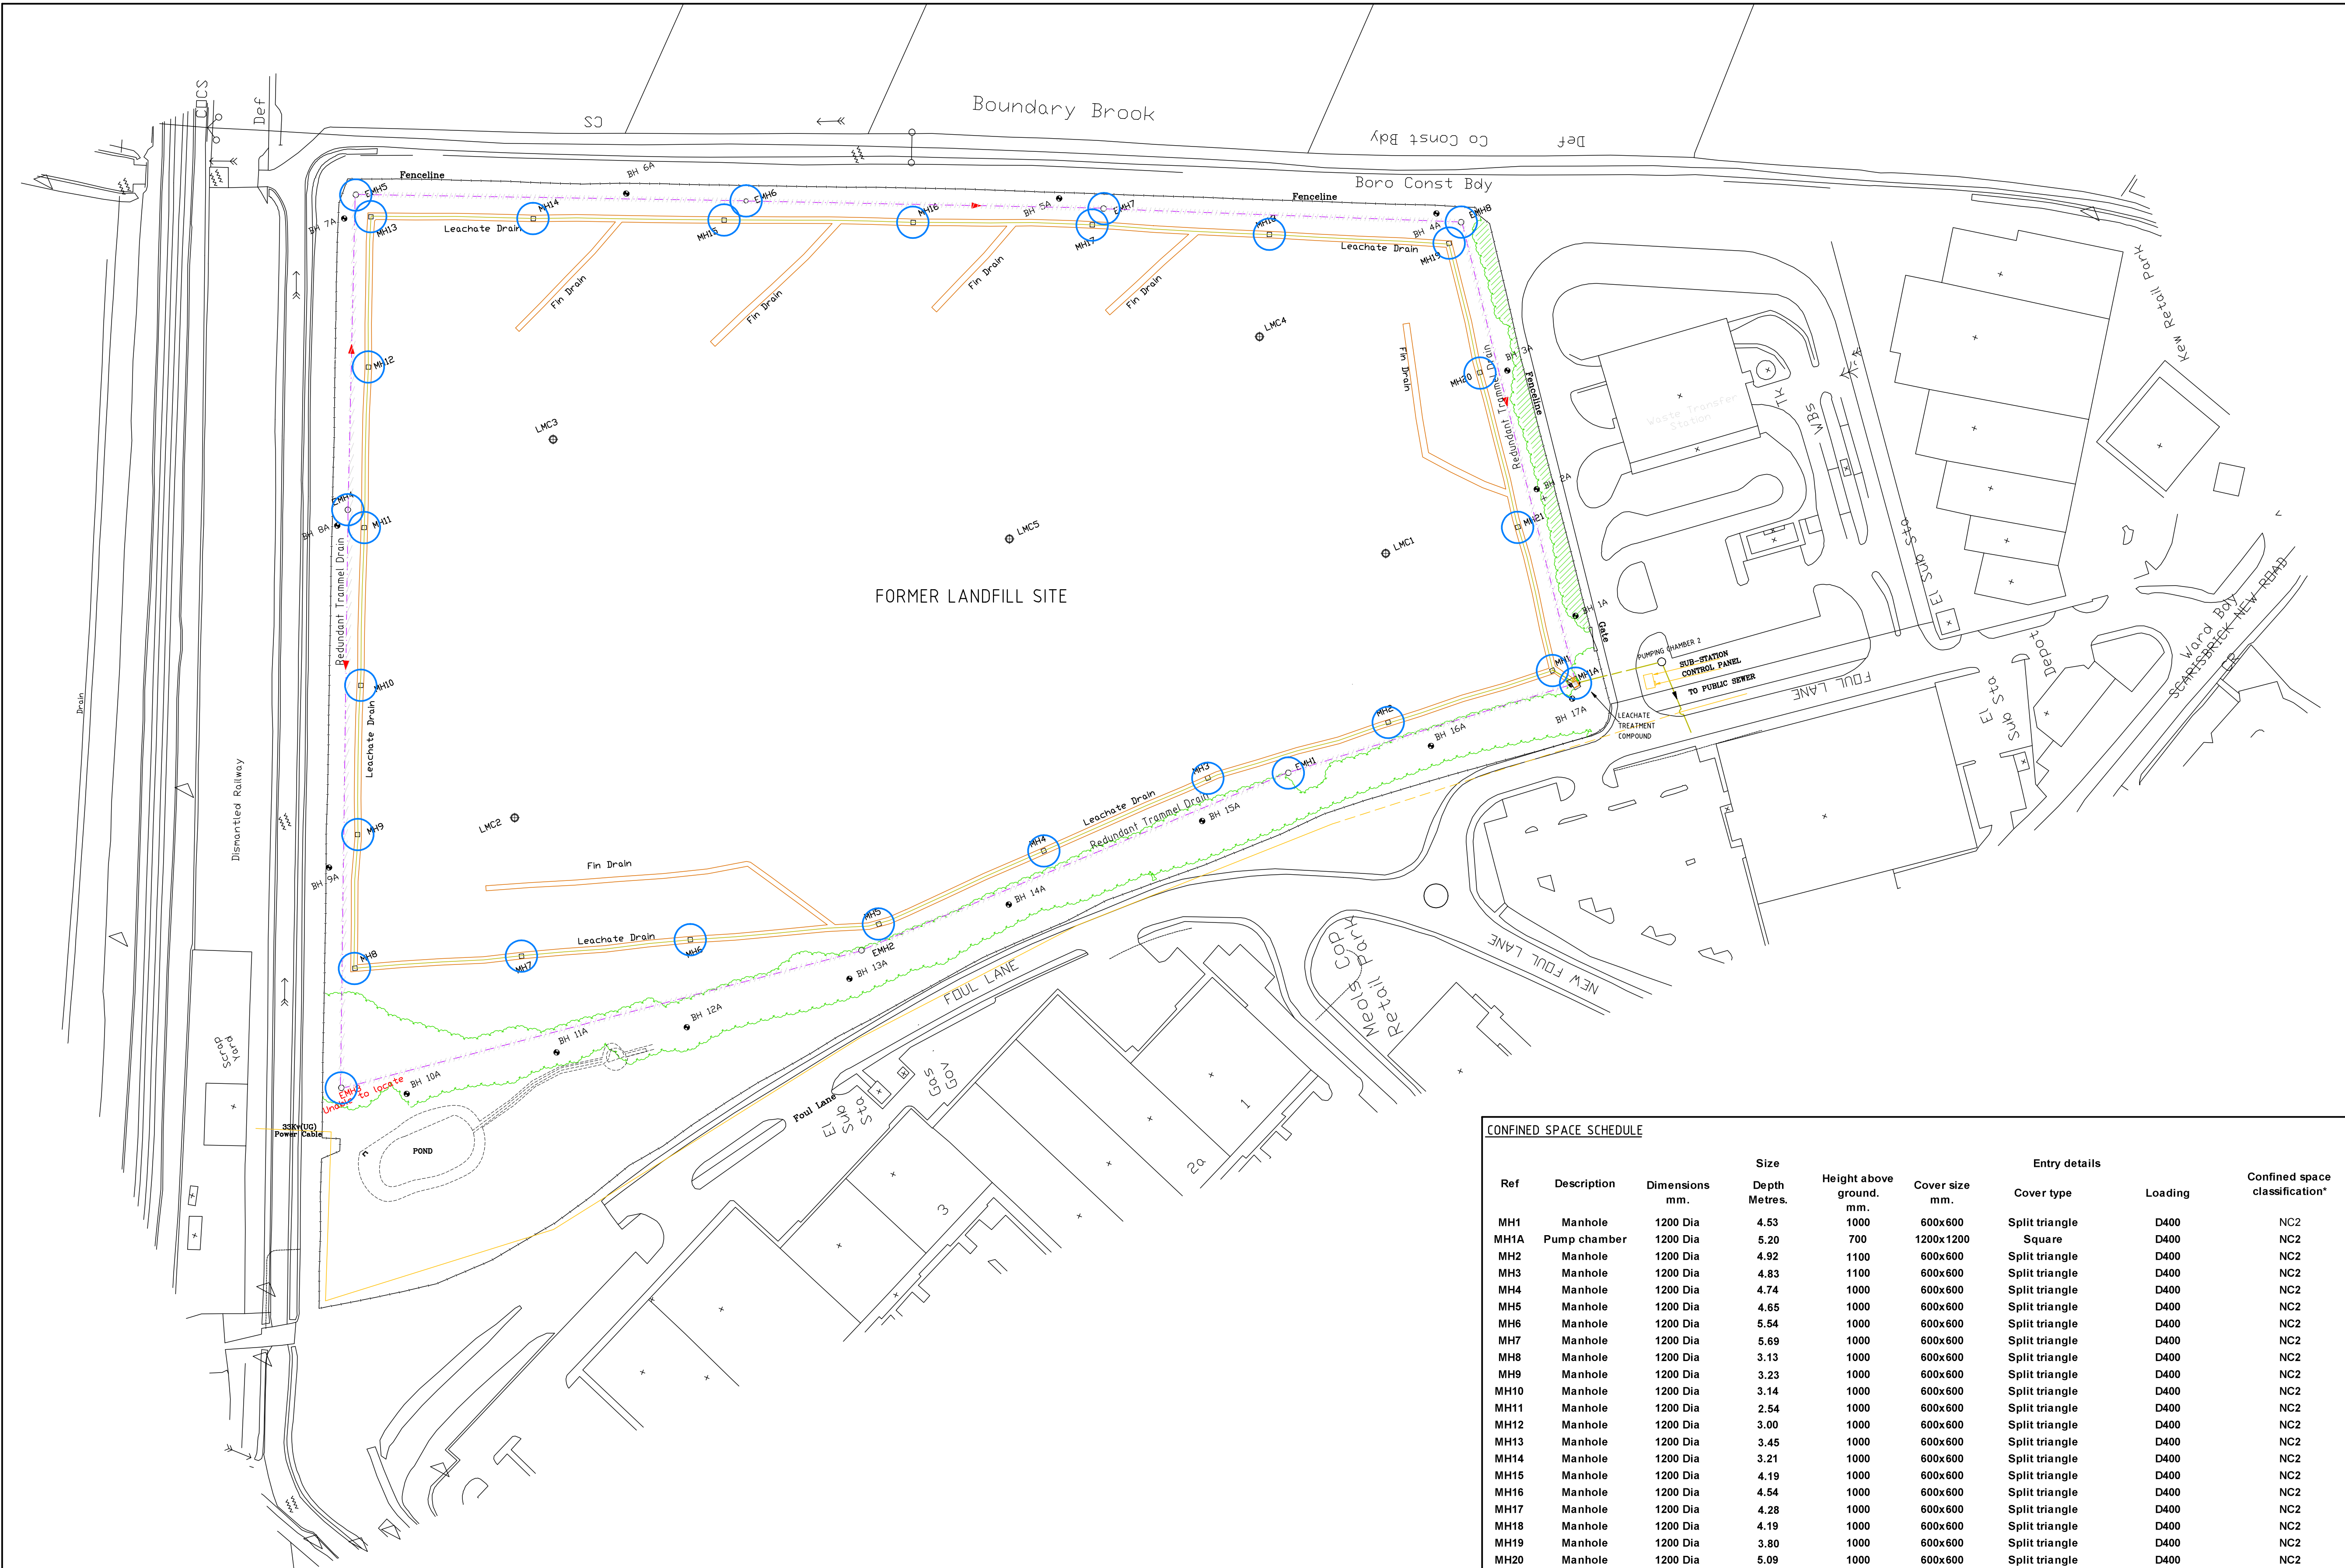 CDCS
Def
CS
Boundary Brook
Co Const Bdy
Def
Boro Const Bdy
Fenceline
BH 6A
Fenceline
EMH5
EMH6
EMH7
EMH8
BH 7A
BH 5A
BH 4A
MH13
MH14
MH15
MH16
MH17
MH18
MH19
Leachate Drain
Leachate Drain
Fin Drain
Fin Drain
Fin Drain
Fin Drain
Fin Drain
MH12
LMC4
LMC3
MH20
BH 3A
Fenceline
Redundant Trammel Drain
BH 2A
Waste Transfer
Station
TK
WBs
Kew Retail Park
EMH4
BH 8A
MH11
LMC5
LMC1
MH21
Redundant Trammel Drain
FORMER LANDFILL SITE
BH 1A
Gate
El Sub Sta
Ward Bdy
SCARISBRICK NEW ROAD
CR
Depot
MH1
MH1A
PUMPING CHAMBER 2
SUB-STATION
CONTROL PANEL
TO PUBLIC SEWER
FOUL LANE
Drain
MH10
Leachate Drain
MH2
BH 17A
LEACHATE
TREATMENT
COMPOUND
BH 16A
El
Sub Sta
Dismantled Railway
MH3
EMH1
Leachate Drain
Redundant Trammel Drain
BH 15A
LMC2
MH9
MH4
BH 9A
Fin Drain
BH 14A
MH5
EMH2
BH 13A
MH8
MH7
Leachate Drain
MH6
FOUL LANE
NEW FOUL LANE
Meols Cop
Retail Park
BH 12A
BH 11A
Scrap
Yard
EMH3
Unable to locate
BH 10A
33Kv(UG)
Power Cable
POND
Foul Lane
El
Sub
Sta
Gas
Gov
1
2a
3
CONFINED SPACE SCHEDULE
Size
Entry details
Ref Description Dimensions mm. Depth Metres. Height above ground. mm. Cover size mm. Cover type Loading Confined space classification*
MH1 Manhole 1200 Dia 4.53 1000 600x600 Split triangle D400 NC2
MH1A Pump chamber 1200 Dia 5.20 700 1200x1200 Square D400 NC2
MH2 Manhole 1200 Dia 4.92 1100 600x600 Split triangle D400 NC2
MH3 Manhole 1200 Dia 4.83 1100 600x600 Split triangle D400 NC2
MH4 Manhole 1200 Dia 4.74 1000 600x600 Split triangle D400 NC2
MH5 Manhole 1200 Dia 4.65 1000 600x600 Split triangle D400 NC2
MH6 Manhole 1200 Dia 5.54 1000 600x600 Split triangle D400 NC2
MH7 Manhole 1200 Dia 5.69 1000 600x600 Split triangle D400 NC2
MH8 Manhole 1200 Dia 3.13 1000 600x600 Split triangle D400 NC2
MH9 Manhole 1200 Dia 3.23 1000 600x600 Split triangle D400 NC2
MH10 Manhole 1200 Dia 3.14 1000 600x600 Split triangle D400 NC2
MH11 Manhole 1200 Dia 2.54 1000 600x600 Split triangle D400 NC2
MH12 Manhole 1200 Dia 3.00 1000 600x600 Split triangle D400 NC2
MH13 Manhole 1200 Dia 3.45 1000 600x600 Split triangle D400 NC2
MH14 Manhole 1200 Dia 3.21 1000 600x600 Split triangle D400 NC2
MH15 Manhole 1200 Dia 4.19 1000 600x600 Split triangle D400 NC2
MH16 Manhole 1200 Dia 4.54 1000 600x600 Split triangle D400 NC2
MH17 Manhole 1200 Dia 4.28 1000 600x600 Split triangle D400 NC2
MH18 Manhole 1200 Dia 4.19 1000 600x600 Split triangle D400 NC2
MH19 Manhole 1200 Dia 3.80 1000 600x600 Split triangle D400 NC2
MH20 Manhole 1200 Dia 5.09 1000 600x600 Split triangle D400 NC2